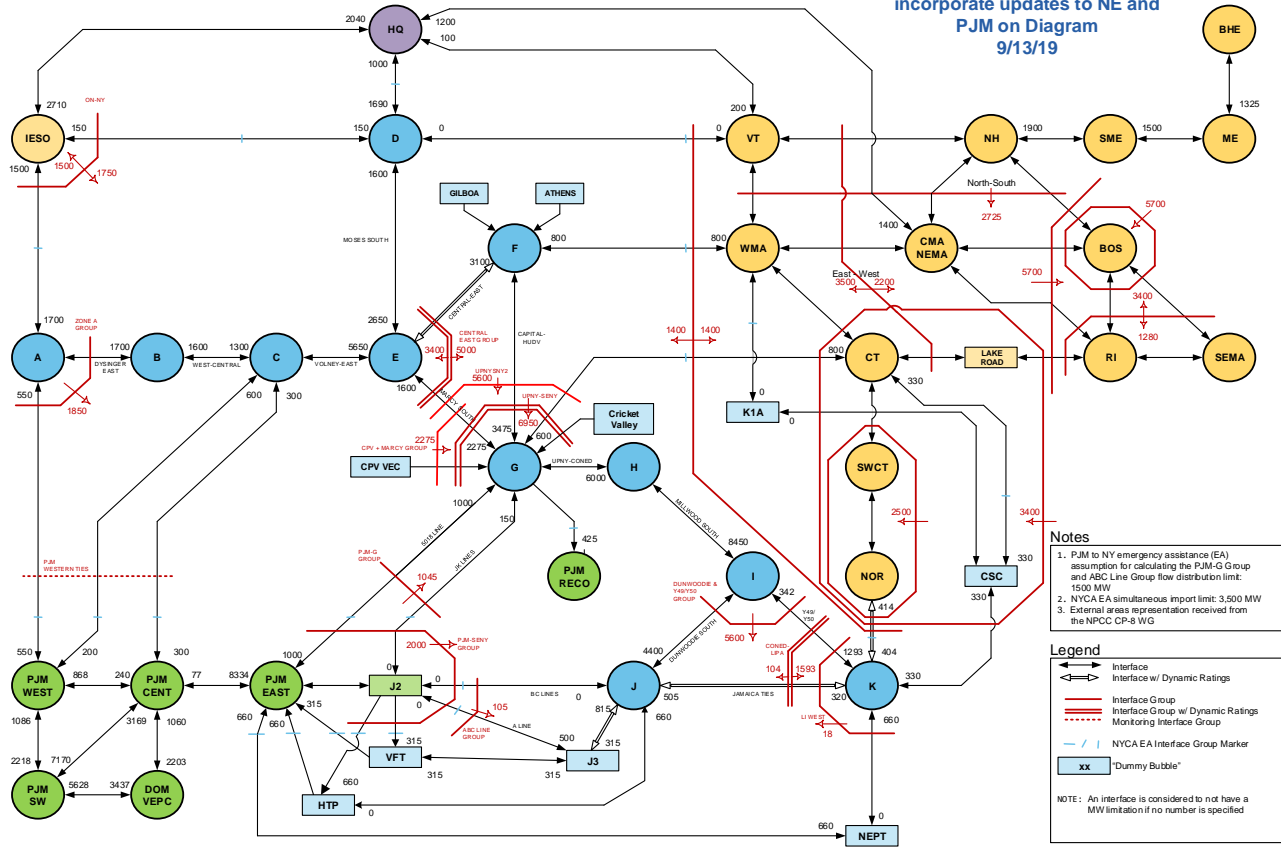 incorporate updates to NE and
PJM on Diagram
9/13/19
2040
HQ
1200
100
1000
BHE
2710
ON-NY
1690
200
1325
IESO
150
150
D
0
0
VT
NH
1900
SME
1500
ME
1500
1500
1750
1600
North-South
2725
GILBOA
ATHENS
MOSES SOUTH
F
800
800
WMA
1400
CMA
NEMA
BOS
5700
3100
CENTRAL-EAST
East - West
3500
2200
5700
3400
1280
1700
ZONE A
GROUP
2650
CENTRAL
EAST GROUP
CAPITAL-
HUDV
1400
1400
A
1700
DYSINGER
EAST
B
1600
WEST-CENTRAL
1300
C
VOLNEY-EAST
5650
E
3400
5000
800
CT
LAKE
ROAD
RI
SEMA
550
1850
600
300
1600
MARCY SOUTH
UPNYSNY2
5600
UPNY-SENY
6950
330
0
K1A
0
Cricket
Valley
3475
600
2275
CPV + MARCY GROUP
2275
CPV VEC
G
UPNY-CONED
6000
H
SWCT
1000
150
MILLWOOD SOUTH
2500
3400
5018 LINE
JK LINES
425
PJM
RECO
8450
I
342
NOR
414
330
CSC
PJM
WESTERN TIES
PJM-G
GROUP
1045
DUNWOODIE &
Y49/Y50
GROUP
Y49/
Y50
5600
DUNWOODIE SOUTH
Notes
1. PJM to NY emergency assistance (EA)
assumption for calculating the PJM-G Group
and ABC Line Group flow distribution limit:
1500 MW
2. NYCA EA simultaneous import limit: 3,500 MW
3. External areas representation received from
the NPCC CP-8 WG
550
200
300
1000
2000
PJM-SENY
GROUP
4400
CONED-
LIPA
104
1593
1293
404
PJM
WEST
868
240
PJM
CENT
77
8334
PJM
EAST
0
J2
0
BC LINES
0
J
505
JAMAICA TIES
320
K
330
1086
3169
1060
660
660
315
0
105
ABC LINE
GROUP
A LINE
815
660
LI WEST
18
660
2218
7170
2203
315
VFT
315
500
315
J3
315
PJM
SW
5628
3437
DOM
VEPC
660
HTP
0
0
660
NEPT
Legend
Interface
Interface w/ Dynamic Ratings
Interface Group
Interface Group w/ Dynamic Ratings
Monitoring Interface Group
NYCA EA Interface Group Marker
xx
"Dummy Bubble"
NOTE: An interface is considered to not have a
MW limitation if no number is specified